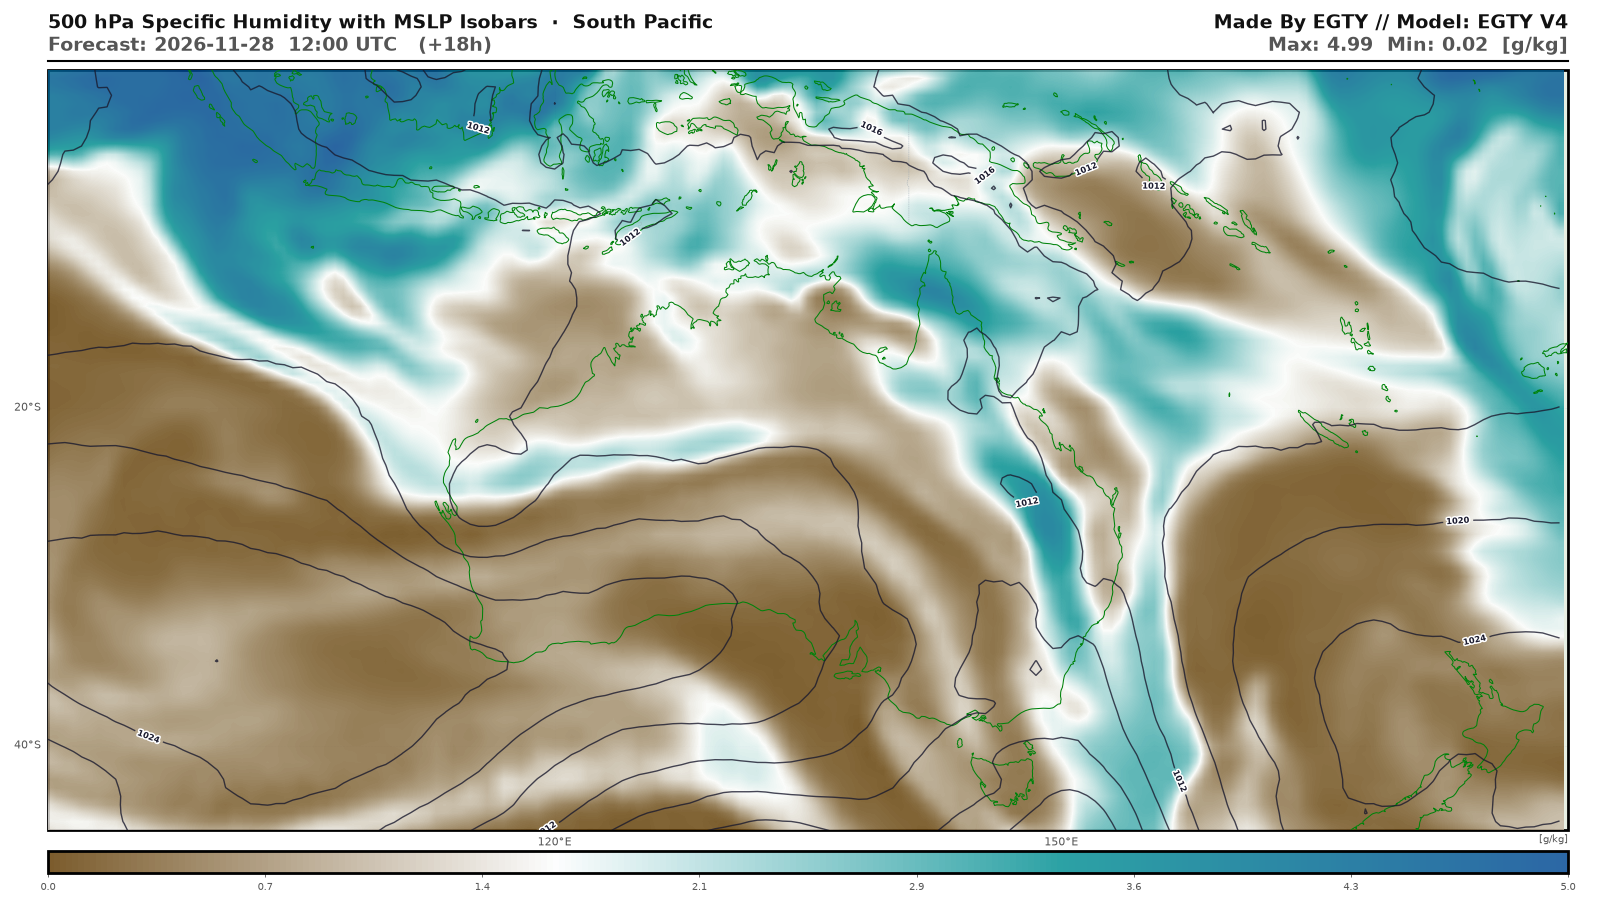 500 hPa Specific Humidity with MSLP Isobars · South Pacific
Made By EGTY // Model: EGTY V4
Forecast: 2026-11-28 12:00 UTC (+18h)
Max: 4.99 Min: 0.02 [g/kg]
1012
1016
1016
1012
1012
1012
20°S
1012
1020
1024
1024
40°S
1012
1012
120°E
150°E
[g/kg]
0.0
0.7
1.4
2.1
2.9
3.6
4.3
5.0